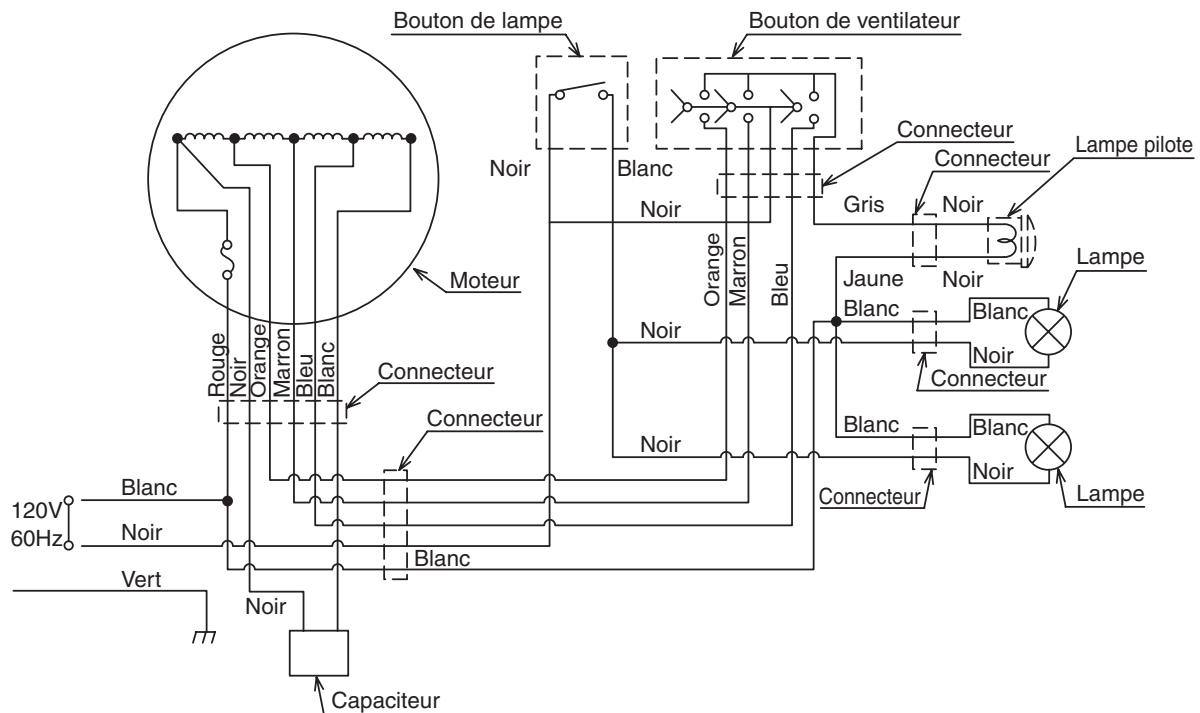 Bouton de lampe
Bouton de ventilateur
Connecteur
Connecteur
Lampe pilote
Noir
Blanc
Noir
Gris
Noir
Orange
Marron
Bleu
Jaune
Noir
Lampe
Moteur
Blanc
Blanc
Noir
Noir
Connecteur
Rouge
Noir
Orange
Marron
Bleu
Blanc
Connecteur
Connecteur
Blanc
Blanc
Noir
Noir
Connecteur
Lampe
Blanc
120V
60Hz
Noir
Blanc
Vert
Noir
Capaciteur